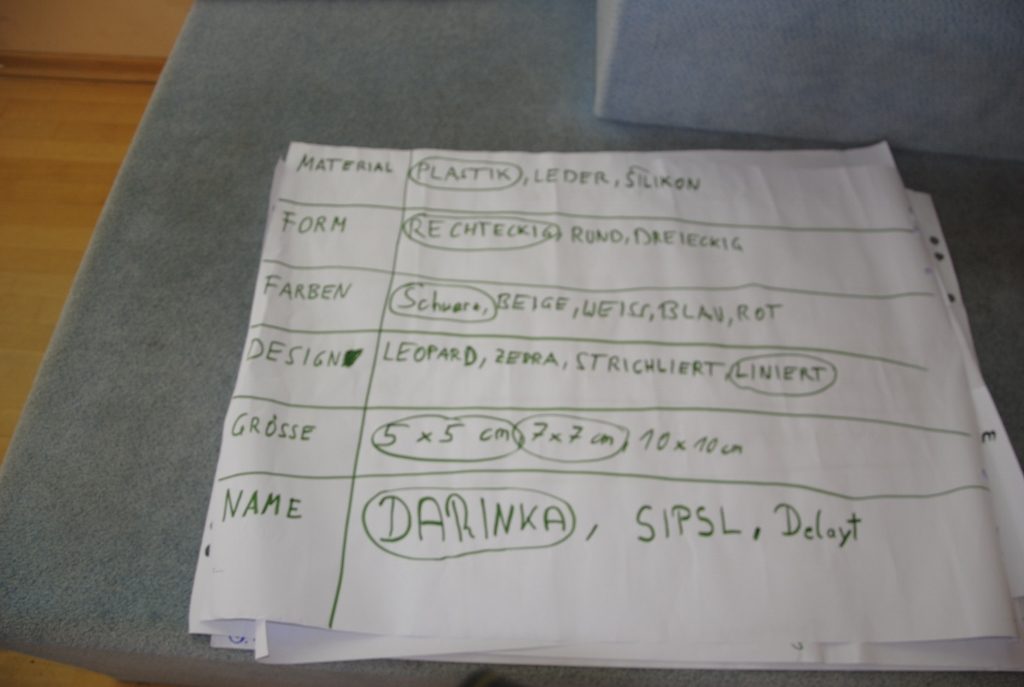 MATERIAL PLASTIK, LEDER, SILIKON
FORM RECHTECKIG, RUND, DREIECKIG
FARBEN Schwarz, BEIGE, WEISS, BLAU, ROT
DESIGN LEOPARD, ZEBRA, STRICHLIERT, LINIERT
GRÖSSE 5 x 5 cm, 7 x 7 cm, 10 x 10 cm
NAME DARINKA, SIPSL, Delayt